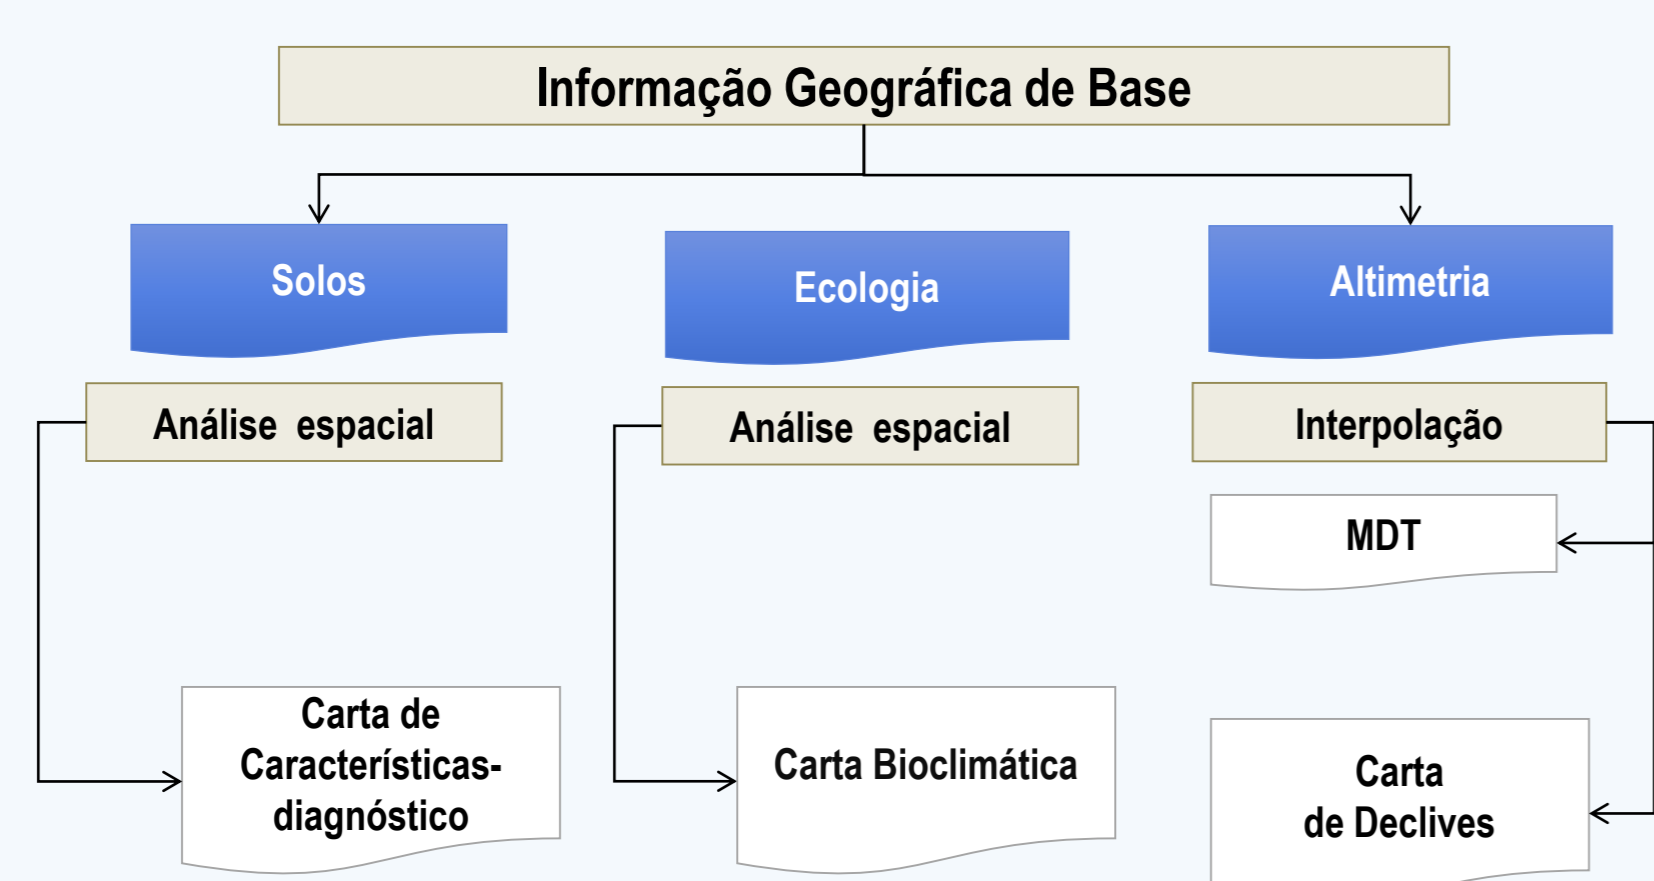 Informação Geográfica de Base
Solos
Ecologia
Altimetria
Análise espacial
Análise espacial
Interpolação
MDT
Carta de
Características-
diagnóstico
Carta Bioclimática
Carta
de Declives